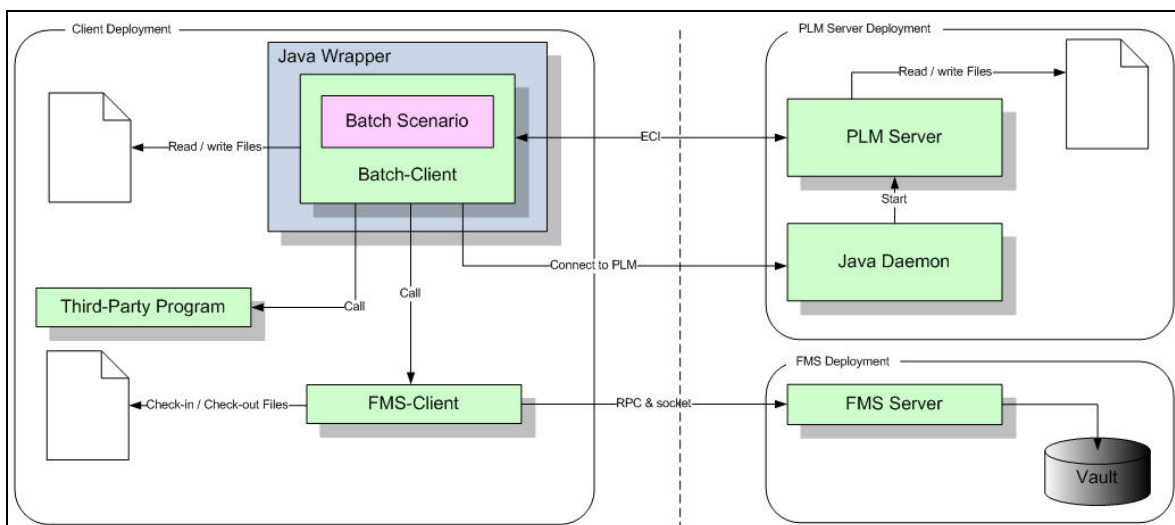 Client Deployment
PLM Server Deployment
Java Wrapper
Read / write Files
Batch Scenario
PLM Server
ECI
Read / write Files
Batch-Client
Start
Java Daemon
Connect to PLM
Call
Call
Third-Party Program
FMS Deployment
Check-in / Check-out Files
FMS-Client
RPC & socket
FMS Server
Vault